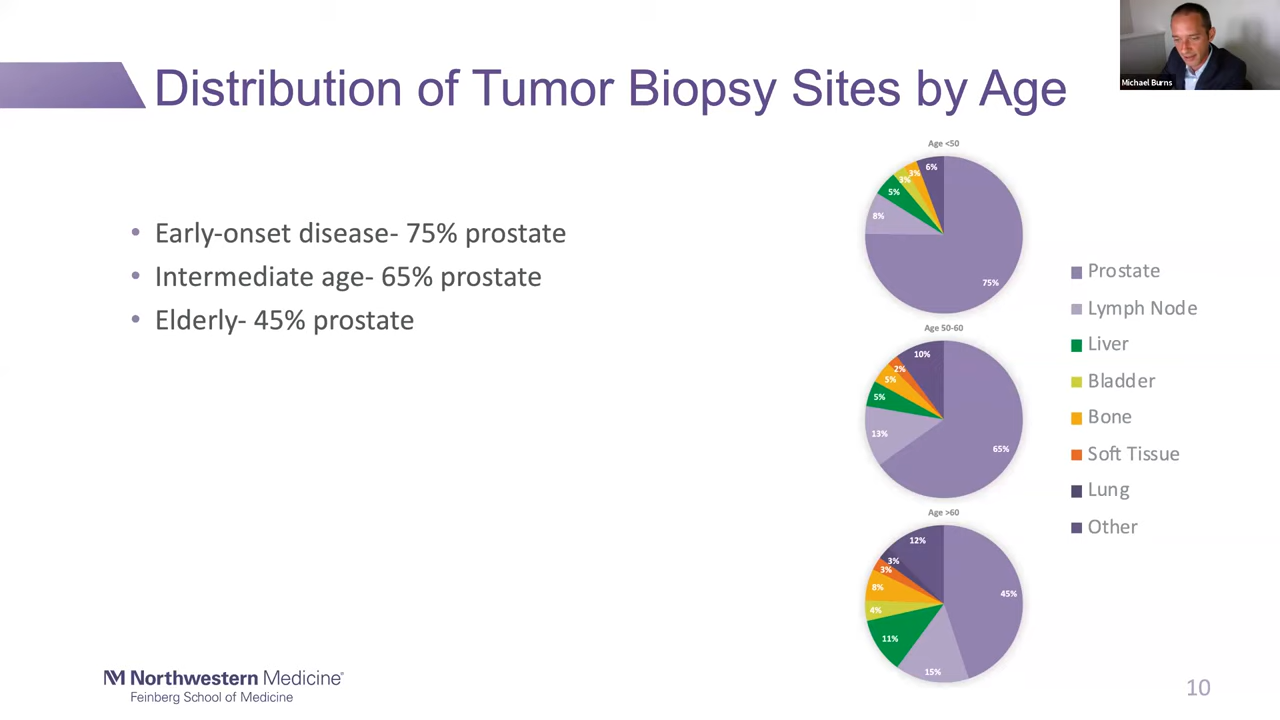 Distribution of Tumor Biopsy Sites by Age
Michael Burns
• Early-onset disease- 75% prostate
• Intermediate age- 65% prostate
• Elderly- 45% prostate
Age <50
6%
3%
3%
5%
8%
75%
Age 50-60
10%
2%
5%
5%
13%
65%
Age >60
12%
3%
3%
8%
4%
11%
15%
45%
Prostate
Lymph Node
Liver
Bladder
Bone
Soft Tissue
Lung
Other
Northwestern Medicine®
Feinberg School of Medicine
10